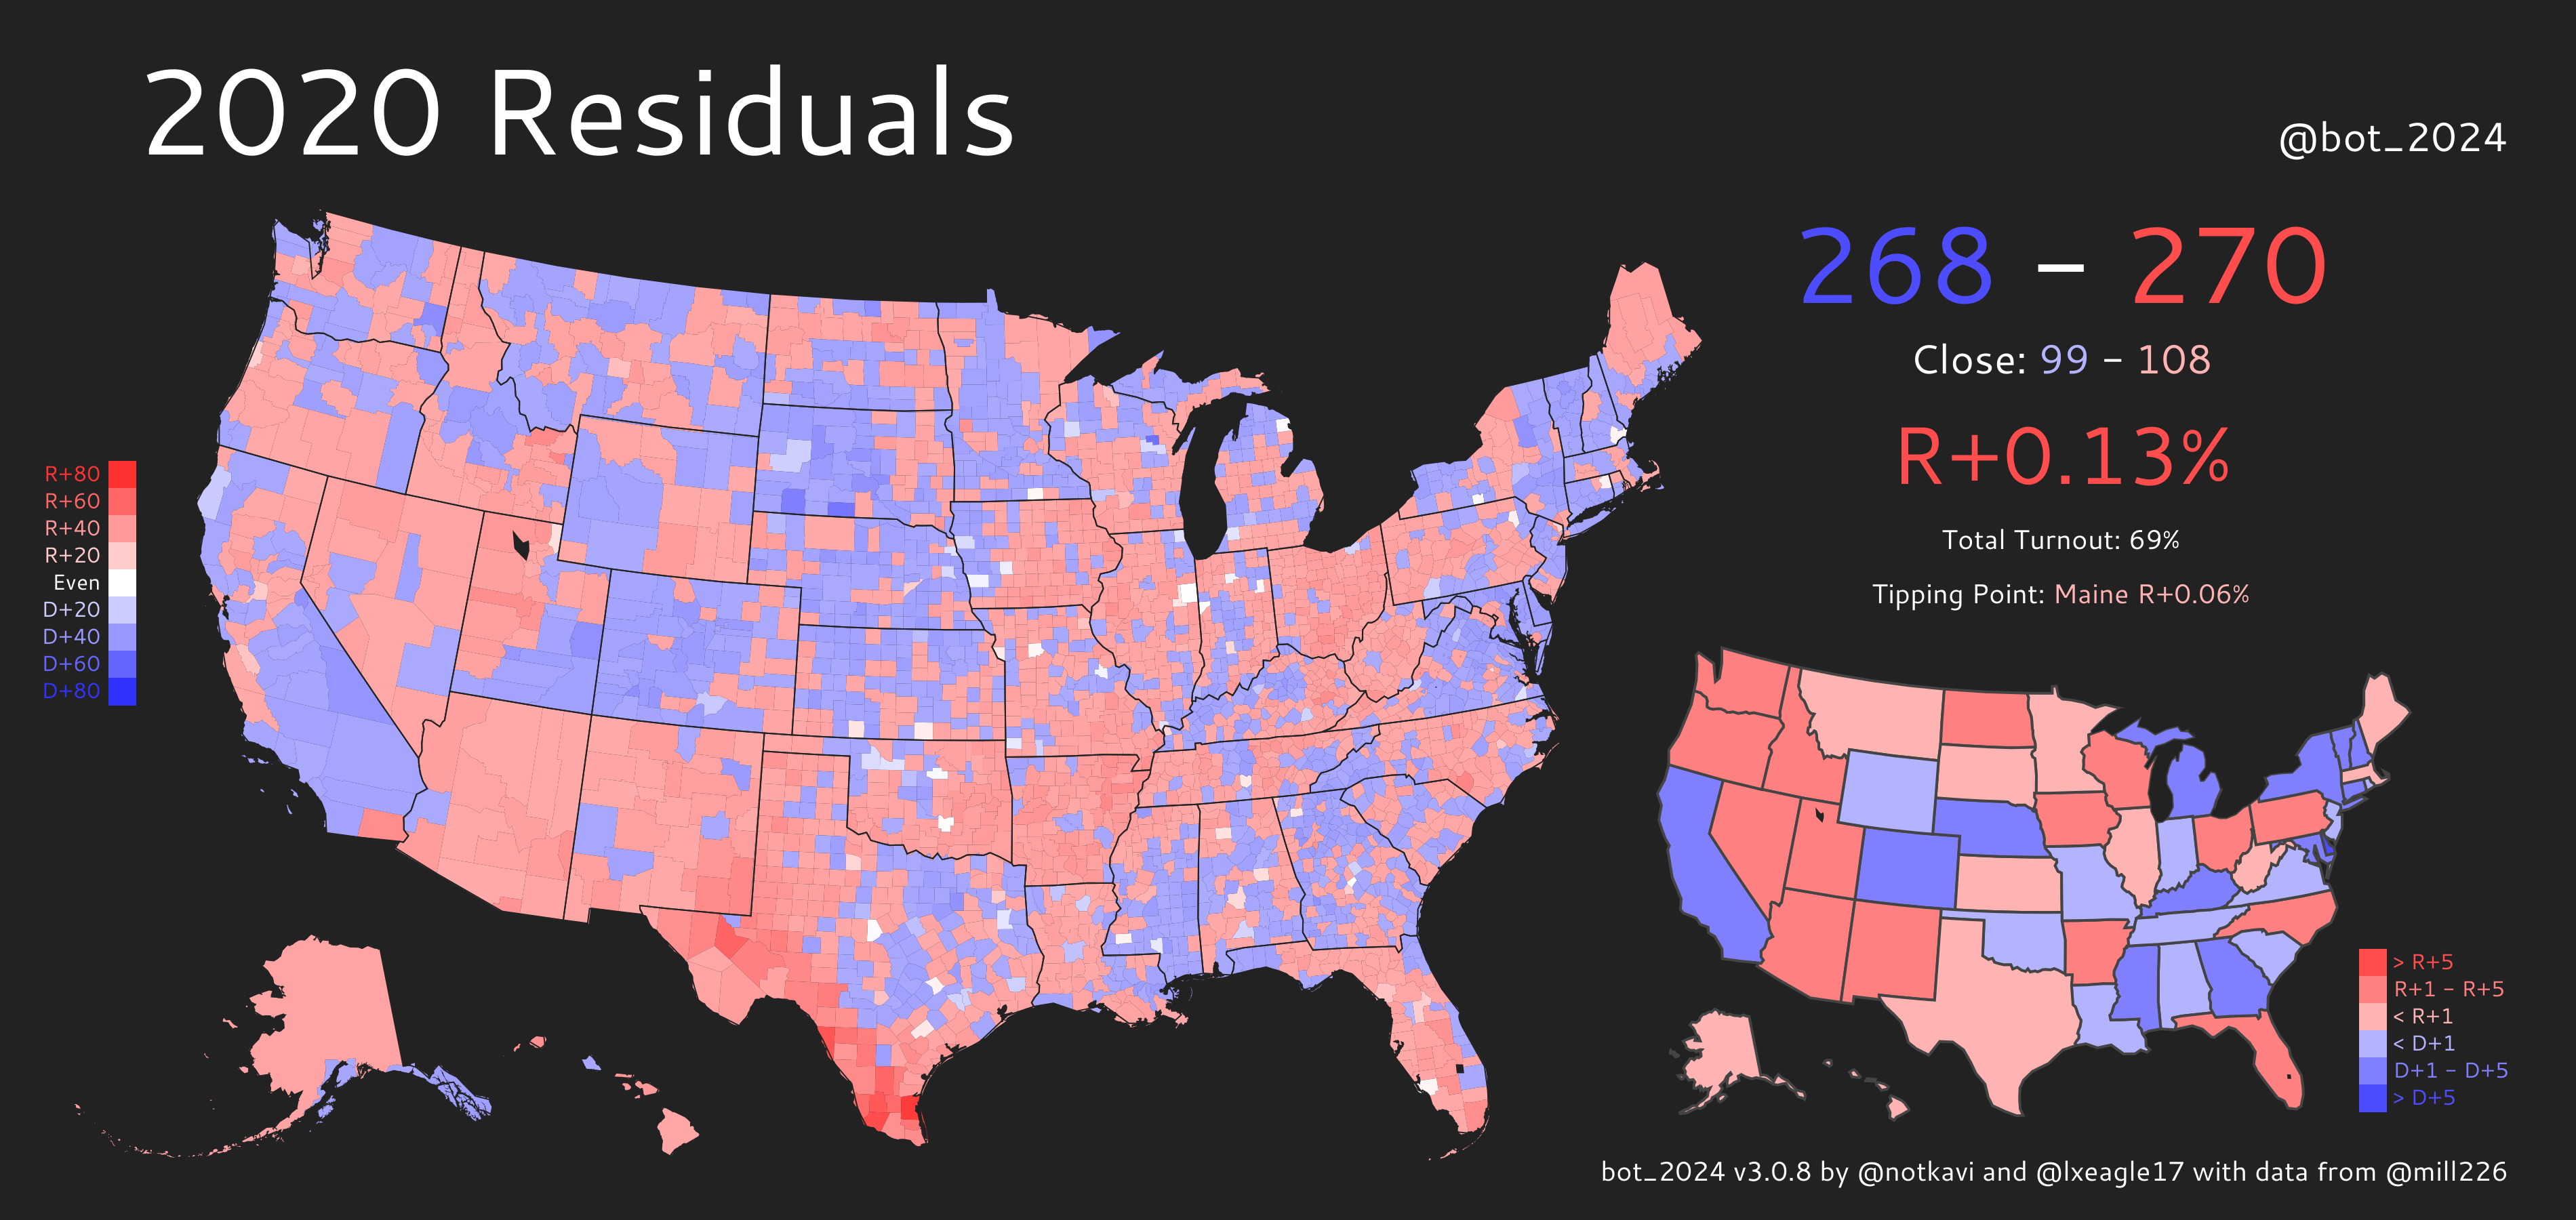 2020 Residuals
@bot_2024
268 – 270
Close: 99 – 108
R+0.13%
Total Turnout: 69%
Tipping Point: Maine R+0.06%
R+80
R+60
R+40
R+20
Even
D+20
D+40
D+60
D+80
> R+5
R+1 – R+5
< R+1
< D+1
D+1 – D+5
> D+5
bot_2024 v3.0.8 by @notkavi and @lxeagle17 with data from @mill226